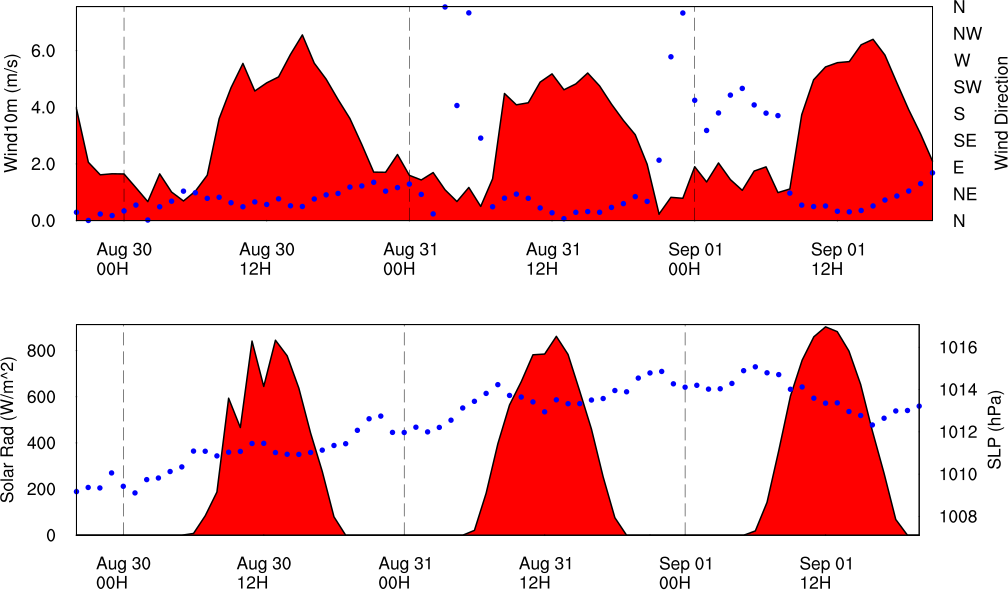 Wind10m (m/s)
6.0
4.0
2.0
0.0
N
NW
W
SW
S
SE
E
NE
N
Wind Direction
Aug 30
00H
Aug 30
12H
Aug 31
00H
Aug 31
12H
Sep 01
00H
Sep 01
12H
Solar Rad (W/m^2)
800
600
400
200
0
1016
1014
1012
1010
1008
SLP (hPa)
Aug 30
00H
Aug 30
12H
Aug 31
00H
Aug 31
12H
Sep 01
00H
Sep 01
12H